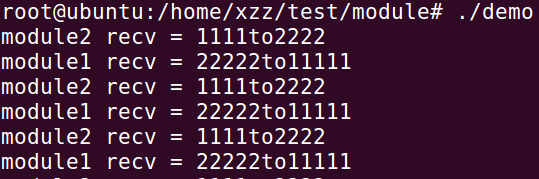 root@ubuntu:/home/xzz/test/module# ./demo
module2 recv = 1111to2222
module1 recv = 22222to11111
module2 recv = 1111to2222
module1 recv = 22222to11111
module2 recv = 1111to2222
module1 recv = 22222to11111